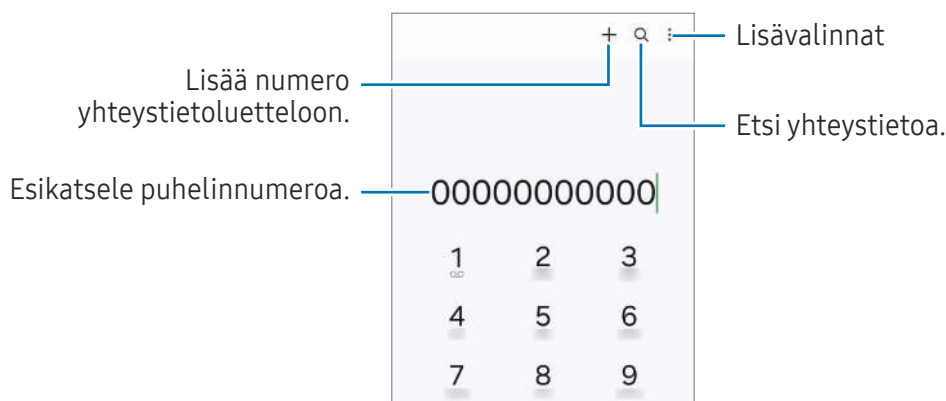 Lisävalinnat
Lisää numero
yhteystietoluetteloon.
Etsi yhteystietoa.
Esikatsele puhelinnumeroa.
00000000000
1 2 3
4 5 6
7 8 9